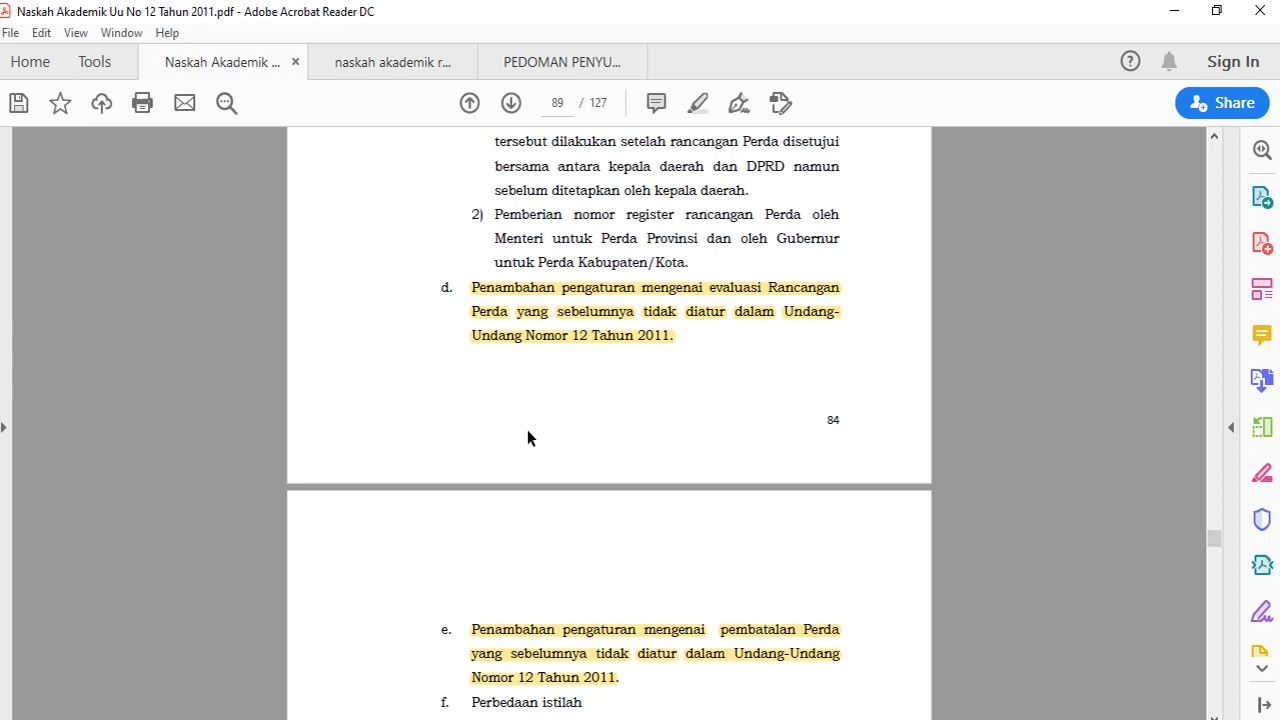 Naskah Akademik Uu No 12 Tahun 2011.pdf - Adobe Acrobat Reader DC
File Edit View Window Help
Home Tools Naskah Akademik ... × naskah akademik r... PEDOMAN PENYU... Sign In
89 / 127 Share
tersebut dilakukan setelah rancangan Perda disetujui
bersama antara kepala daerah dan DPRD namun
sebelum ditetapkan oleh kepala daerah.
2) Pemberian nomor register rancangan Perda oleh
Menteri untuk Perda Provinsi dan oleh Gubernur
untuk Perda Kabupaten/Kota.
d. Penambahan pengaturan mengenai evaluasi Rancangan
Perda yang sebelumnya tidak diatur dalam Undang-
Undang Nomor 12 Tahun 2011.
84
e. Penambahan pengaturan mengenai pembatalan Perda
yang sebelumnya tidak diatur dalam Undang-Undang
Nomor 12 Tahun 2011.
f. Perbedaan istilah